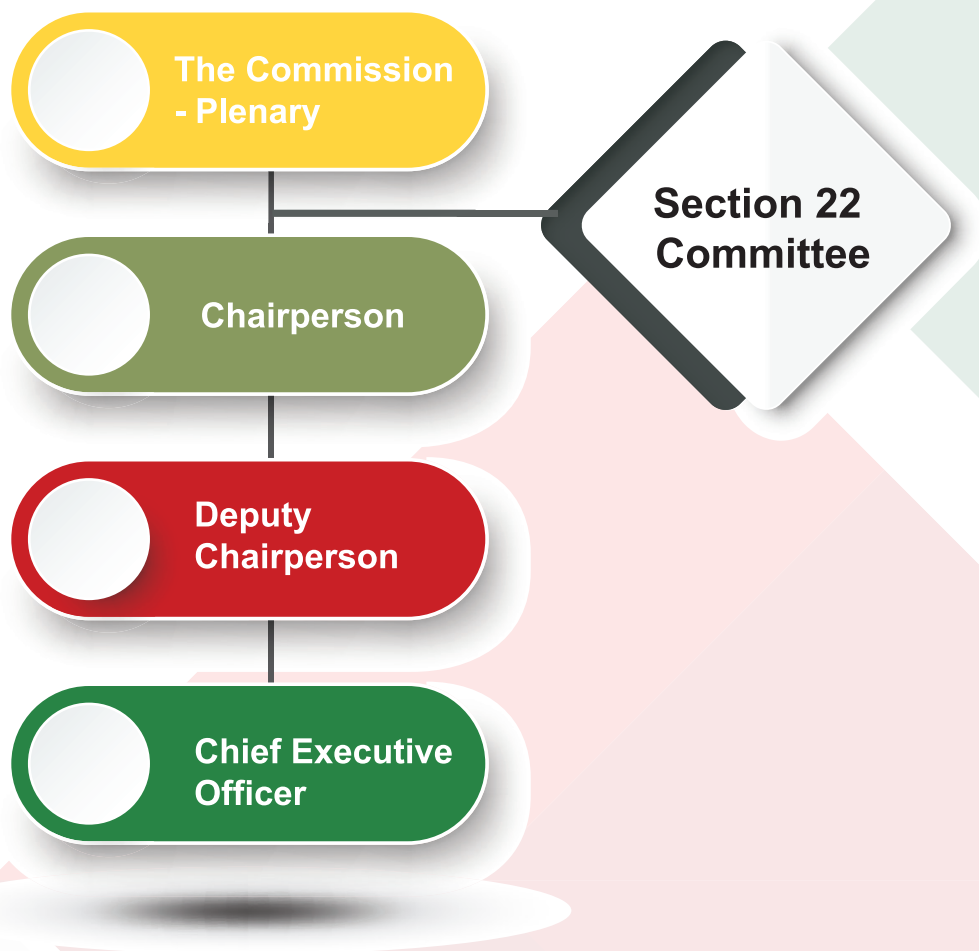 The Commission
- Plenary
Section 22
Committee
Chairperson
Deputy
Chairperson
Chief Executive
Officer